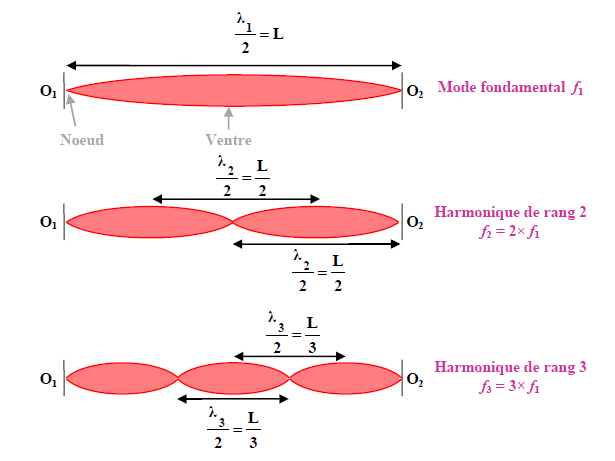 λ₁/2 = L
O₁
O₂
Mode fondamental f₁
Noeud
Ventre
λ₂/2 = L/2
O₁
O₂
Harmonique de rang 2
f₂ = 2× f₁
λ₂/2 = L/2
λ₃/2 = L/3
O₁
O₂
Harmonique de rang 3
f₃ = 3× f₁
λ₃/2 = L/3